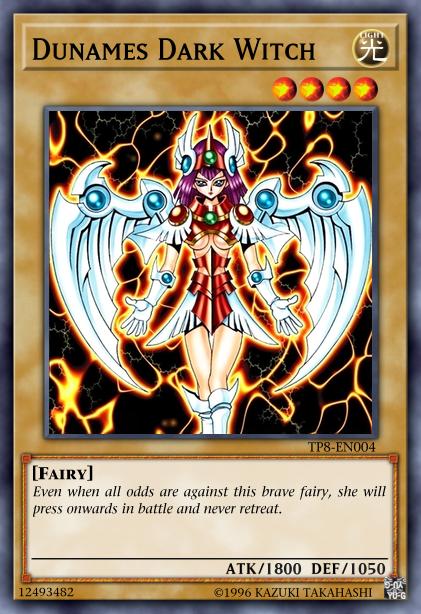 DUNAMES DARK WITCH
LIGHT
光
TP8-EN004
[FAIRY]
Even when all odds are against this brave fairy, she will
press onwards in battle and never retreat.
ATK/1800 DEF/1050
12493482
©1996 KAZUKI TAKAHASHI